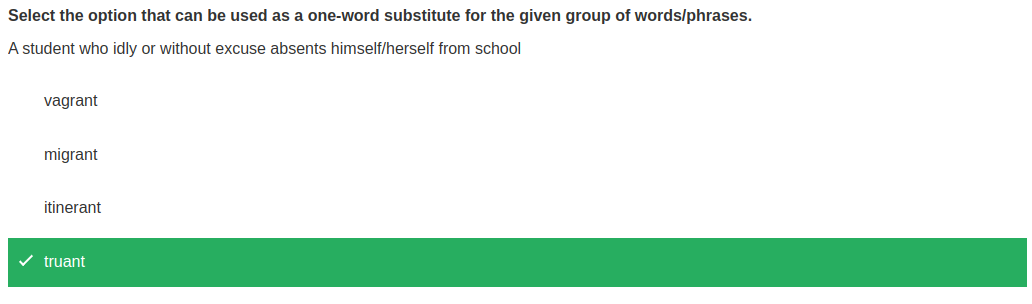 Select the option that can be used as a one-word substitute for the given group of words/phrases.
A student who idly or without excuse absents himself/herself from school
vagrant
migrant
itinerant
truant